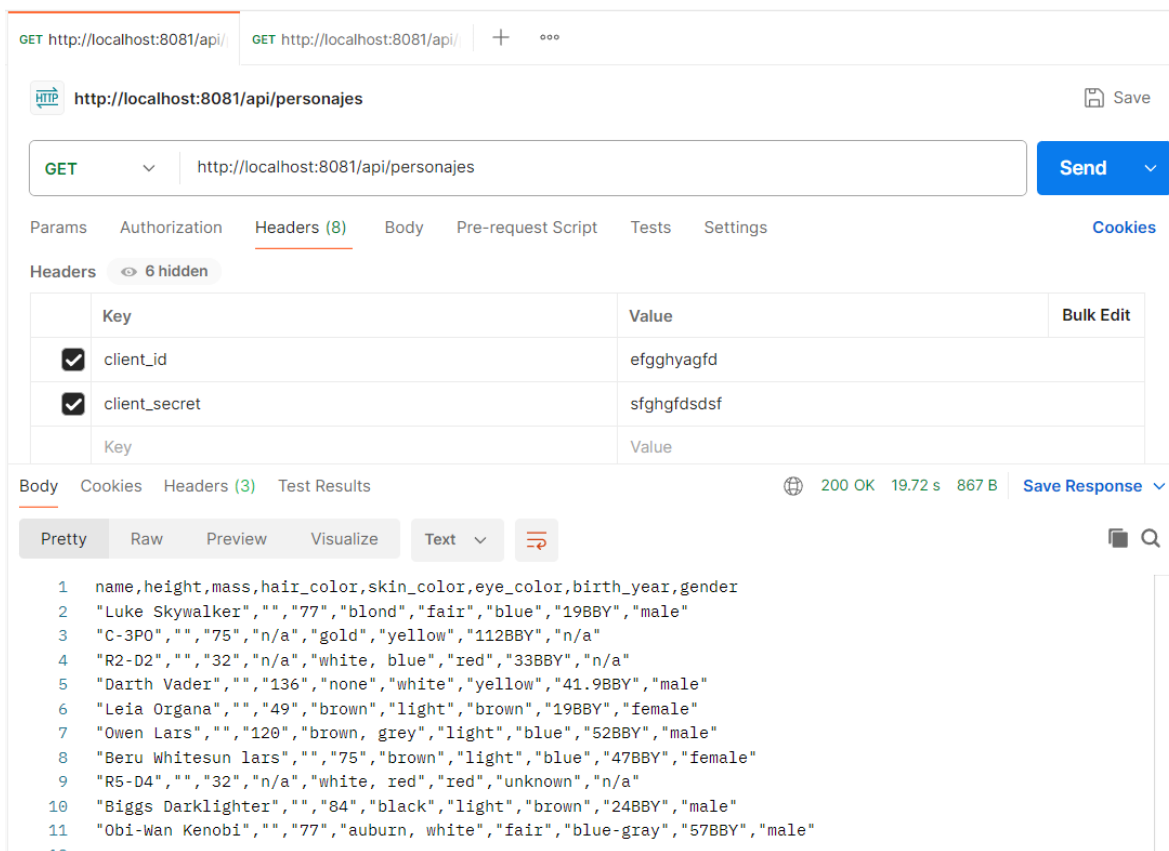 GET http://localhost:8081/api/ GET http://localhost:8081/api/
HTTP http://localhost:8081/api/personajes Save
GET http://localhost:8081/api/personajes Send
Params Authorization Headers (8) Body Pre-request Script Tests Settings Cookies
Headers 6 hidden
Key Value Bulk Edit
client_id efgghyagfd
client_secret sfghgfdsdsf
Key Value
Body Cookies Headers (3) Test Results 200 OK 19.72 s 867 B Save Response
Pretty Raw Preview Visualize Text
1 name,height,mass,hair_color,skin_color,eye_color,birth_year,gender
2 "Luke Skywalker","","77","blond","fair","blue","19BBY","male"
3 "C-3PO","","75","n/a","gold","yellow","112BBY","n/a"
4 "R2-D2","","32","n/a","white, blue","red","33BBY","n/a"
5 "Darth Vader","","136","none","white","yellow","41.9BBY","male"
6 "Leia Organa","","49","brown","light","brown","19BBY","female"
7 "Owen Lars","","120","brown, grey","light","blue","52BBY","male"
8 "Beru Whitesun lars","","75","brown","light","blue","47BBY","female"
9 "R5-D4","","32","n/a","white, red","red","unknown","n/a"
10 "Biggs Darklighter","","84","black","light","brown","24BBY","male"
11 "Obi-Wan Kenobi","","77","auburn, white","fair","blue-gray","57BBY","male"